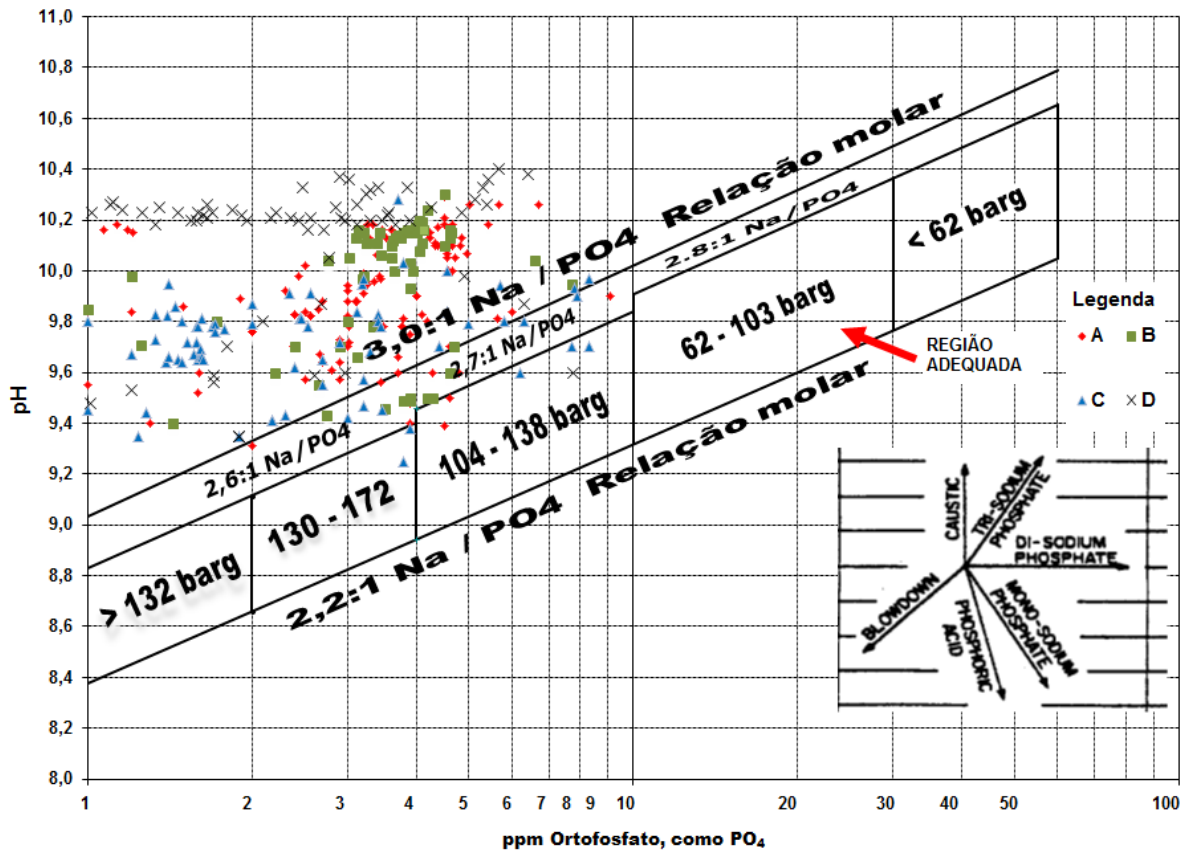 11,0
10,8
10,6
10,4
10,2
10,0
9,8
9,6
9,4
9,2
9,0
8,8
8,6
8,4
8,2
8,0
pH
3,0:1 Na / PO4 Relação molar
2.8:1 Na/PO4
2,7:1 Na/PO4
2,6:1 Na/PO4
< 62 barg
62 - 103 barg
104 - 138 barg
130 - 172
> 132 barg
2,2:1 Na / PO4 Relação molar
REGIÃO
ADEQUADA
Legenda
A B
C D
CAUSTIC
TRI-SODIUM
PHOSPHATE
DI-SODIUM
PHOSPHATE
MONO-SODIUM
PHOSPHATE
PHOSPHORIC
ACID
BLOWDOWN
1 2 3 4 5 6 7 8 9 10 20 30 40 50 60 100
ppm Ortofosfato, como PO₄